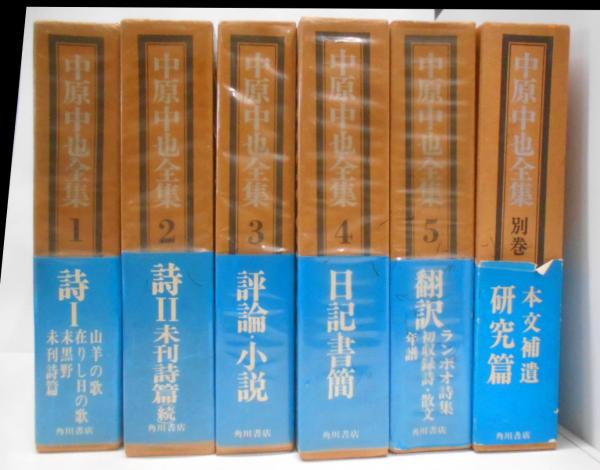 中原中也全集
1
詩I
山羊の歌
在りし日の歌
末黒野
未刊詩篇
角川書店
中原中也全集
2
詩II
未刊詩篇続
角川書店
中原中也全集
3
評論・小説
角川書店
中原中也全集
4
日記 書簡
角川書店
中原中也全集
5
翻訳
ランボオ詩集
初収録詩・散文
年譜
角川書店
中原中也全集
別巻
本文補遺
研究篇
角川書店